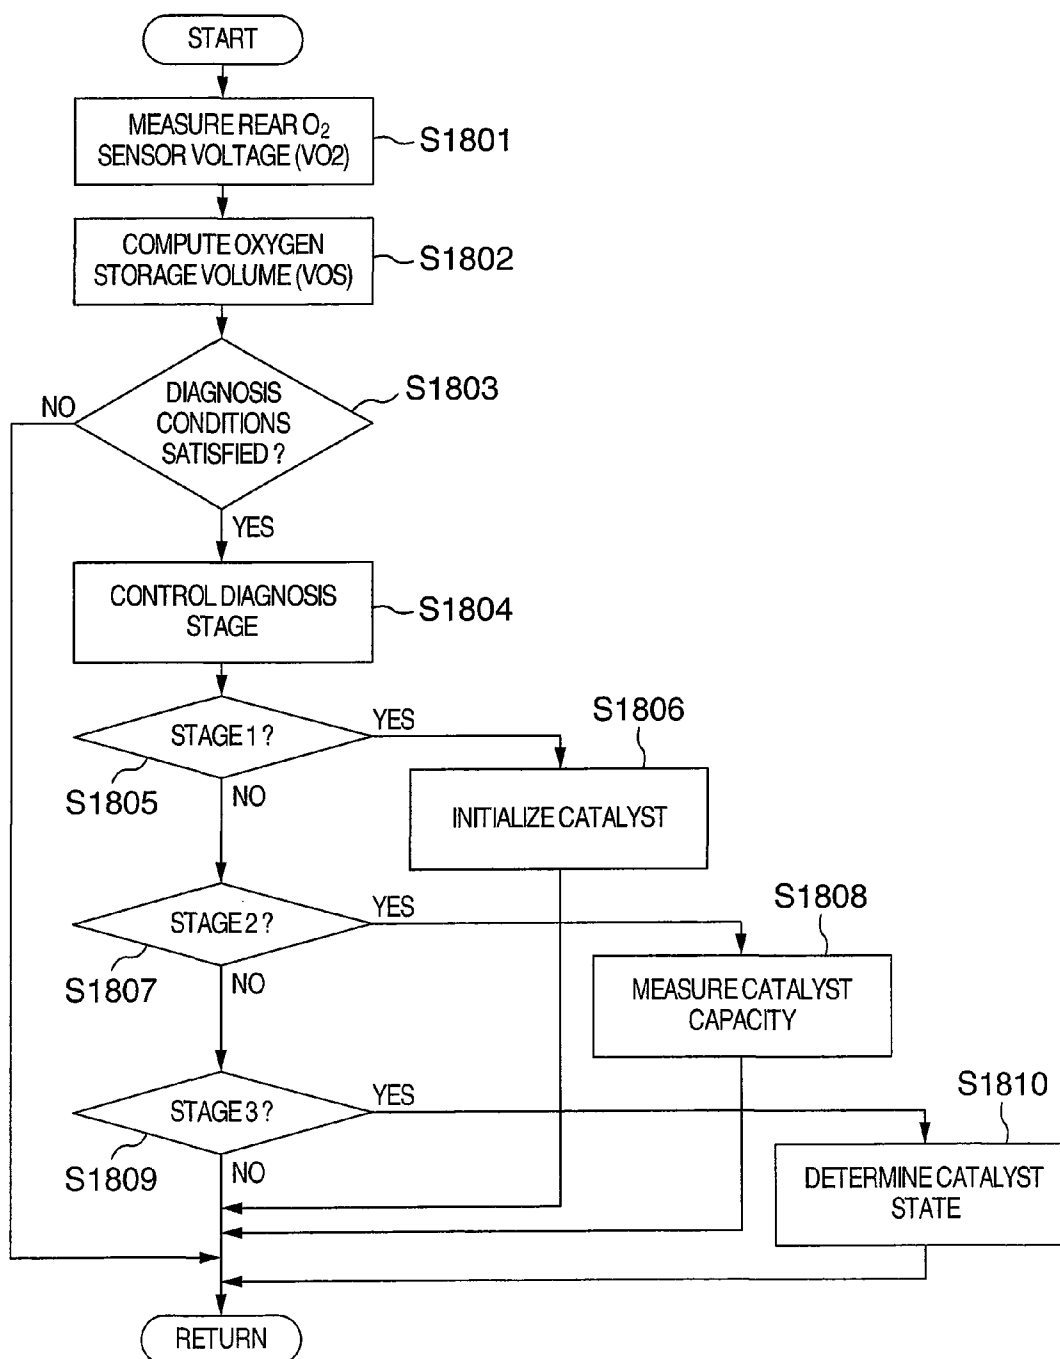 START
MEASURE REAR O2
SENSOR VOLTAGE (VO2)
S1801
COMPUTE OXYGEN
STORAGE VOLUME (VOS)
S1802
DIAGNOSIS
CONDITIONS
SATISFIED ?
S1803
NO
YES
CONTROL DIAGNOSIS
STAGE
S1804
STAGE 1 ?
YES
S1805
NO
S1806
INITIALIZE CATALYST
STAGE 2 ?
YES
S1807
NO
S1808
MEASURE CATALYST
CAPACITY
STAGE 3 ?
YES
S1809
NO
S1810
DETERMINE CATALYST
STATE
RETURN